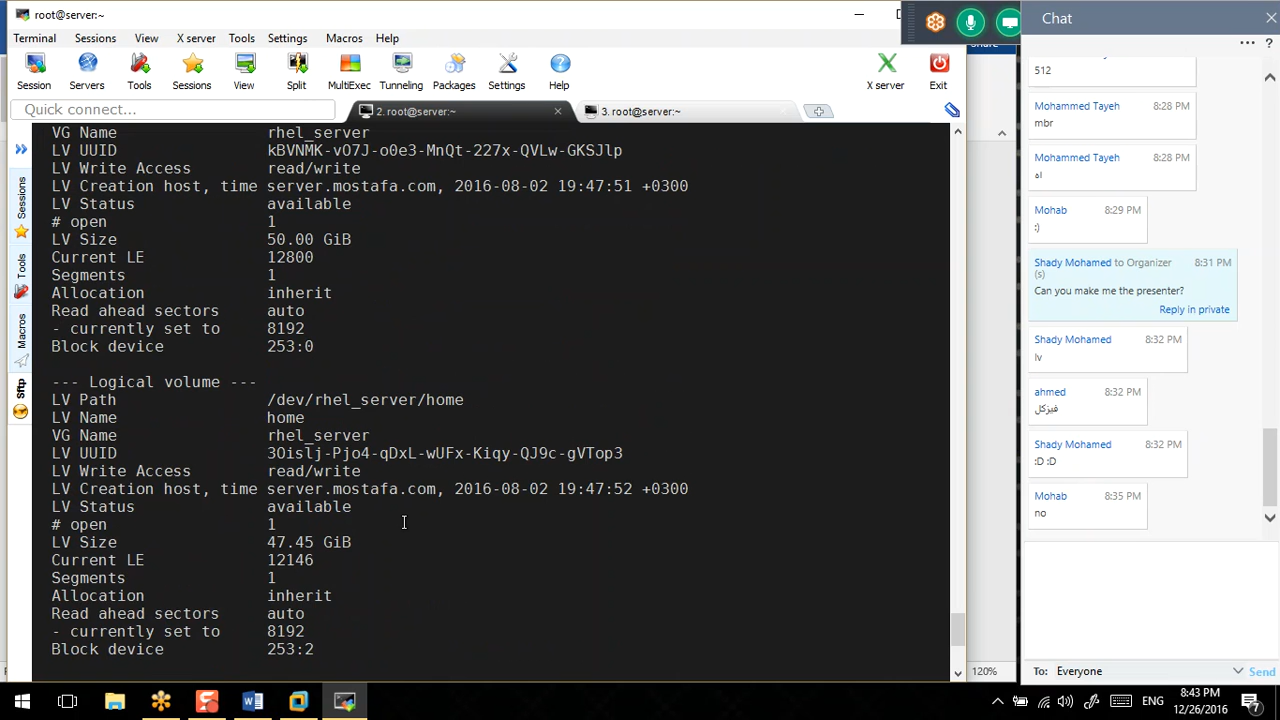 root@server:~
Terminal Sessions View X server Tools Settings Macros Help
Session Servers Tools Sessions View Split MultiExec Tunneling Packages Settings Help X server Exit
Quick connect...
2. root@server:~
3. root@server:~
Sessions
Tools
Macros
Sftp
VG Name rhel_server
LV UUID kBVNMK-vO7J-o0e3-MnQt-227x-QVLw-GKSJlp
LV Write Access read/write
LV Creation host, time server.mostafa.com, 2016-08-02 19:47:51 +0300
LV Status available
# open 1
LV Size 50.00 GiB
Current LE 12800
Segments 1
Allocation inherit
Read ahead sectors auto
- currently set to 8192
Block device 253:0
--- Logical volume ---
LV Path /dev/rhel_server/home
LV Name home
VG Name rhel_server
LV UUID 3Oislj-Pjo4-qDxL-wUFx-Kiqy-QJ9c-gVTop3
LV Write Access read/write
LV Creation host, time server.mostafa.com, 2016-08-02 19:47:52 +0300
LV Status available
# open 1
LV Size 47.45 GiB
Current LE 12146
Segments 1
Allocation inherit
Read ahead sectors auto
- currently set to 8192
Block device 253:2
120%
Chat
... ?
512
Mohammed Tayeh 8:28 PM
mbr
Mohammed Tayeh 8:28 PM
اه
Mohab 8:29 PM
:)
Shady Mohamed to Organizer 8:31 PM
(s)
Can you make me the presenter?
Reply in private
Shady Mohamed 8:32 PM
lv
ahmed 8:32 PM
فيزكل
Shady Mohamed 8:32 PM
:D :D
Mohab 8:35 PM
no
To: Everyone Send
ENG
8:43 PM
12/26/2016
7